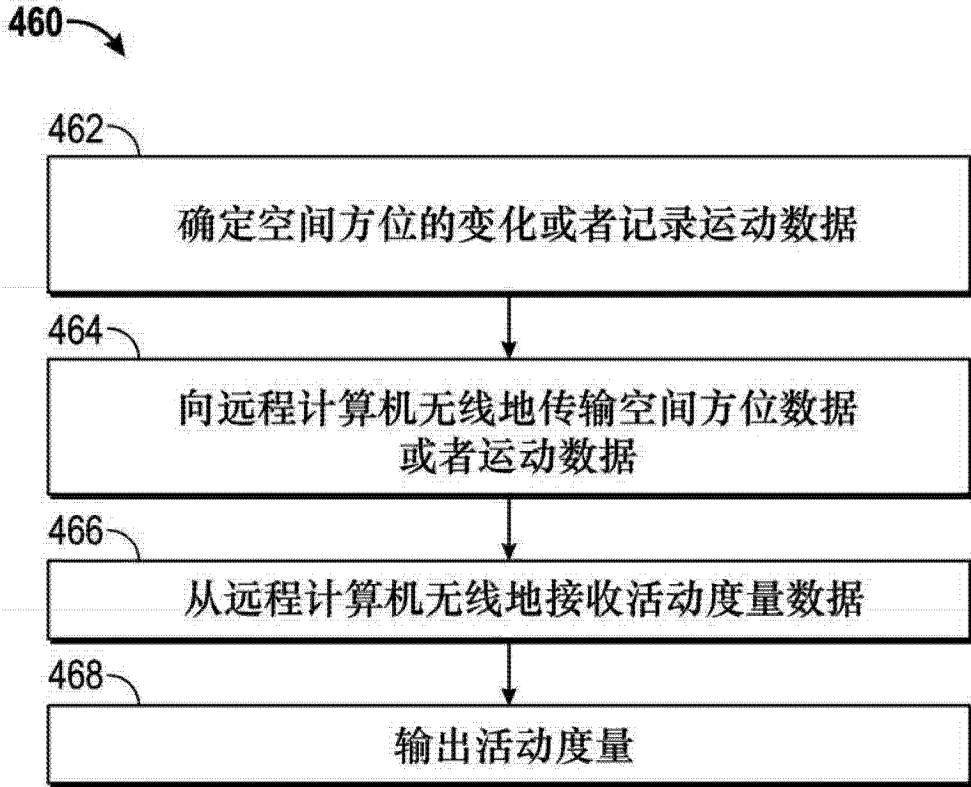 460
462
确定空间方位的变化或者记录运动数据
464
向远程计算机无线地传输空间方位数据
或者运动数据
466
从远程计算机无线地接收活动度量数据
468
输出活动度量